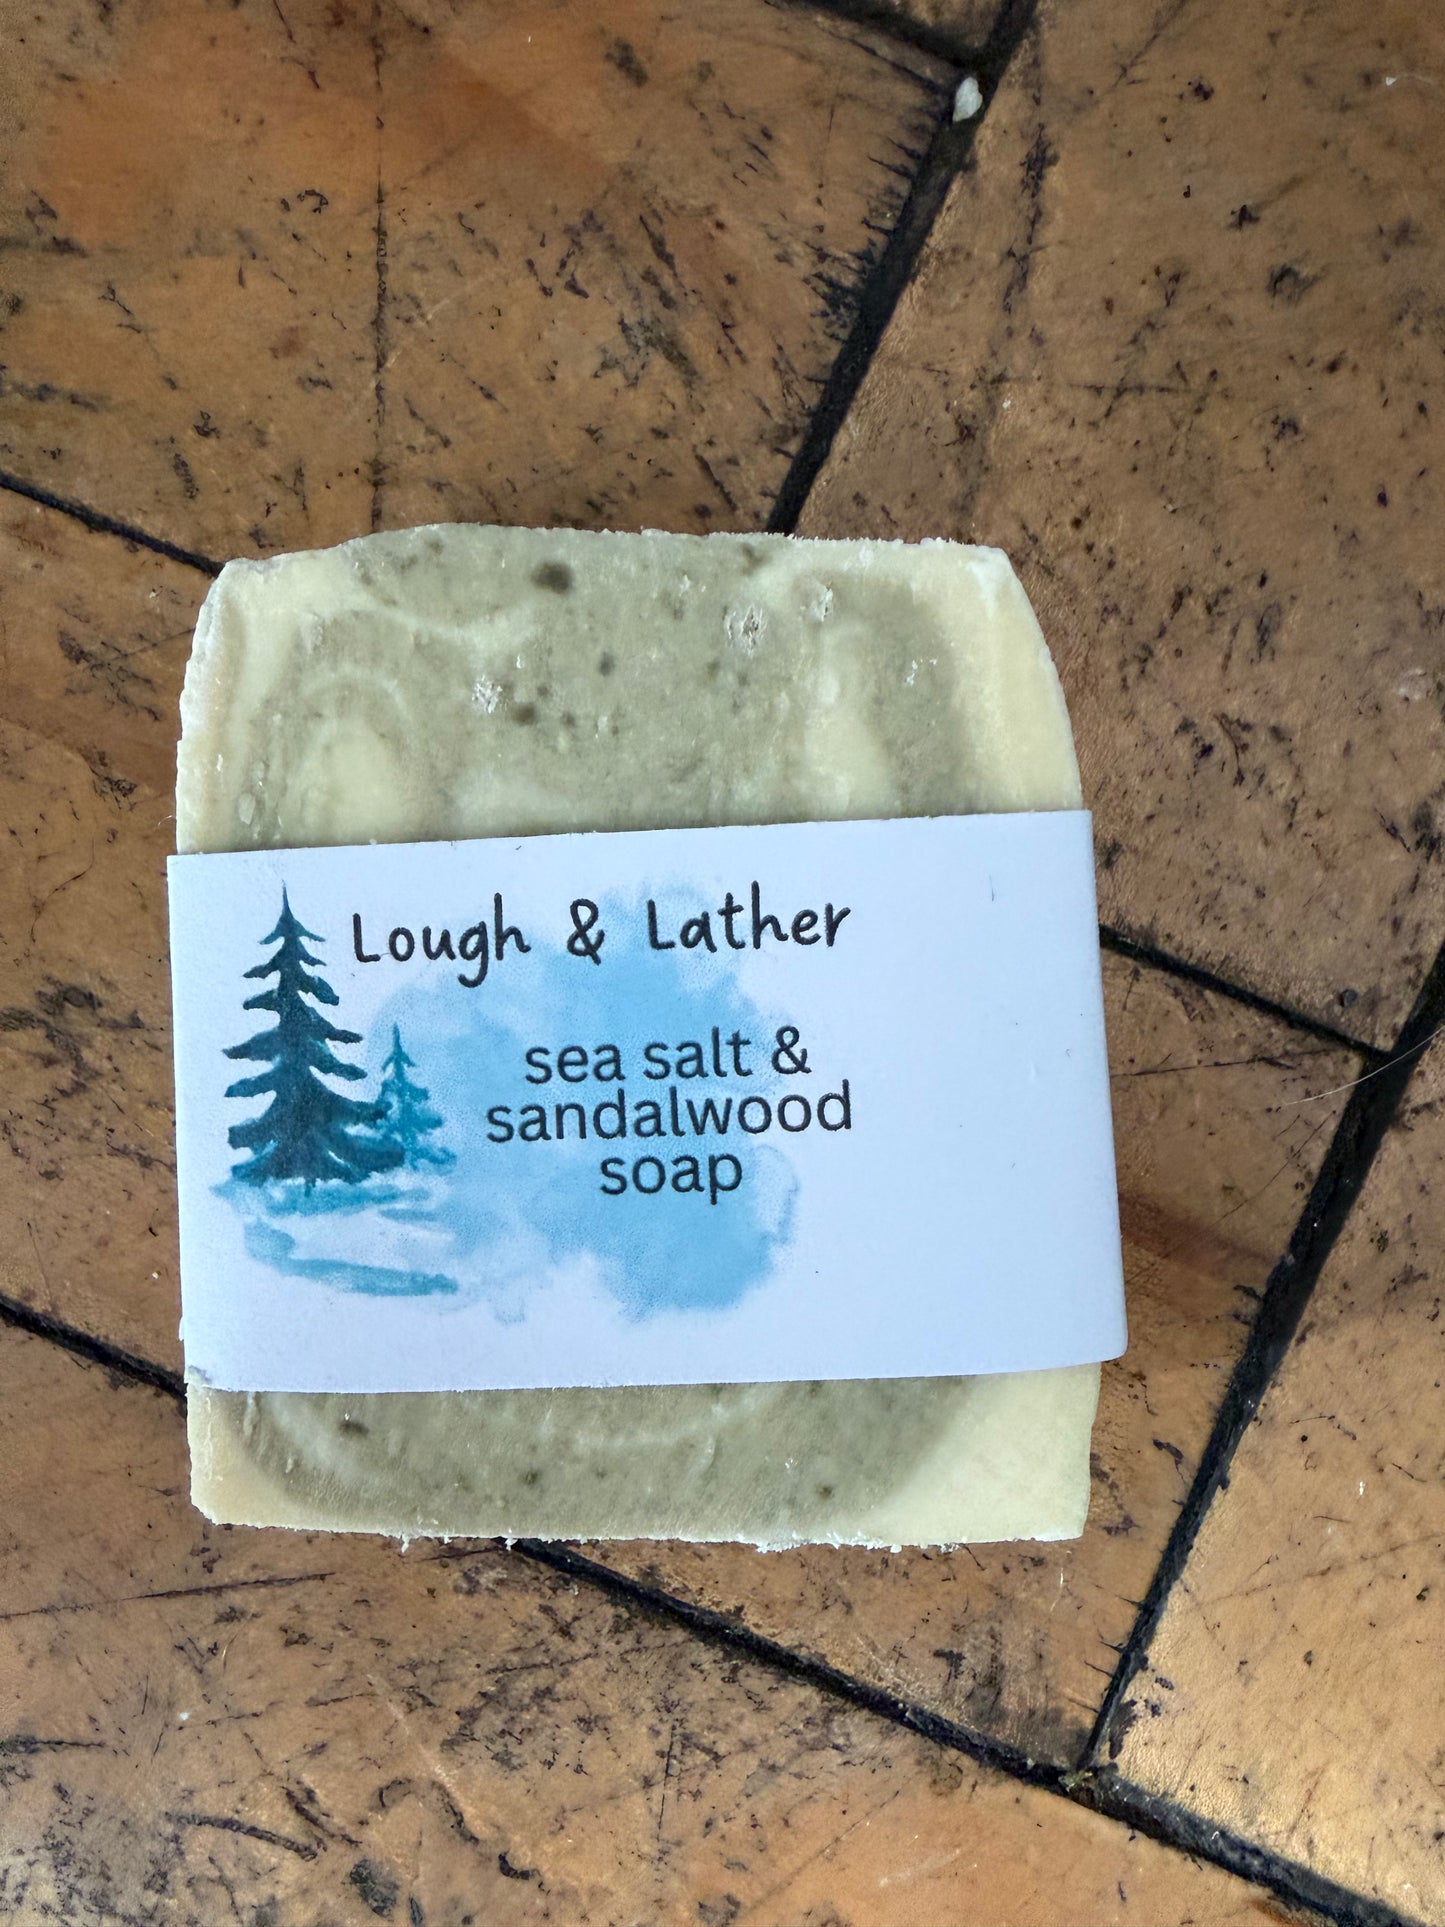 Lough & Lather
sea salt &
sandalwood
soap